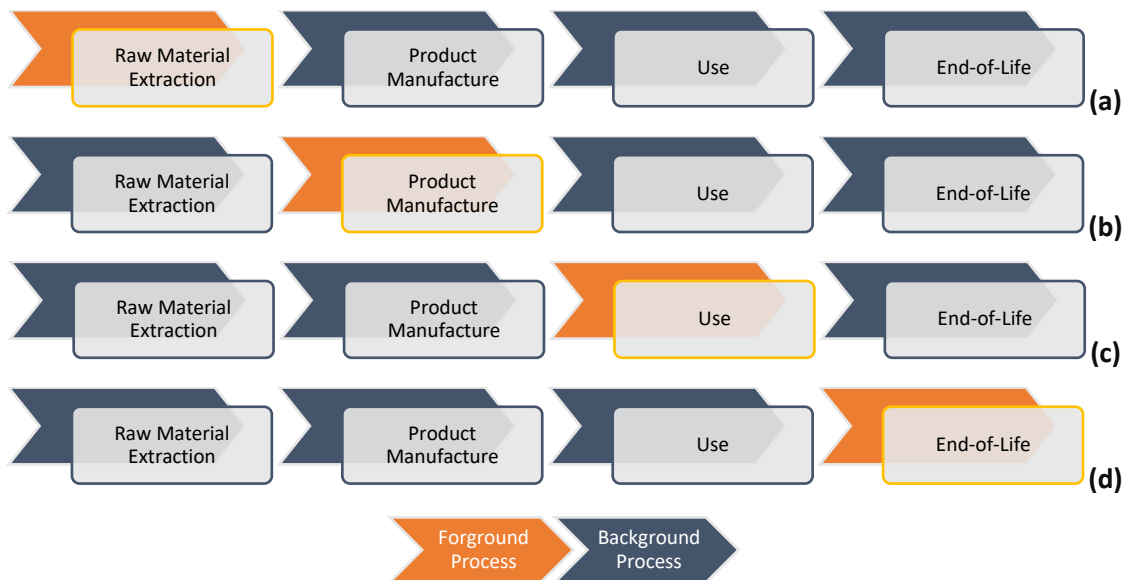 Raw Material
Extraction
Product
Manufacture
Use
End-of-Life
(a)
Raw Material
Extraction
Product
Manufacture
Use
End-of-Life
(b)
Raw Material
Extraction
Product
Manufacture
Use
End-of-Life
(c)
Raw Material
Extraction
Product
Manufacture
Use
End-of-Life
(d)
Forground
Process
Background
Process